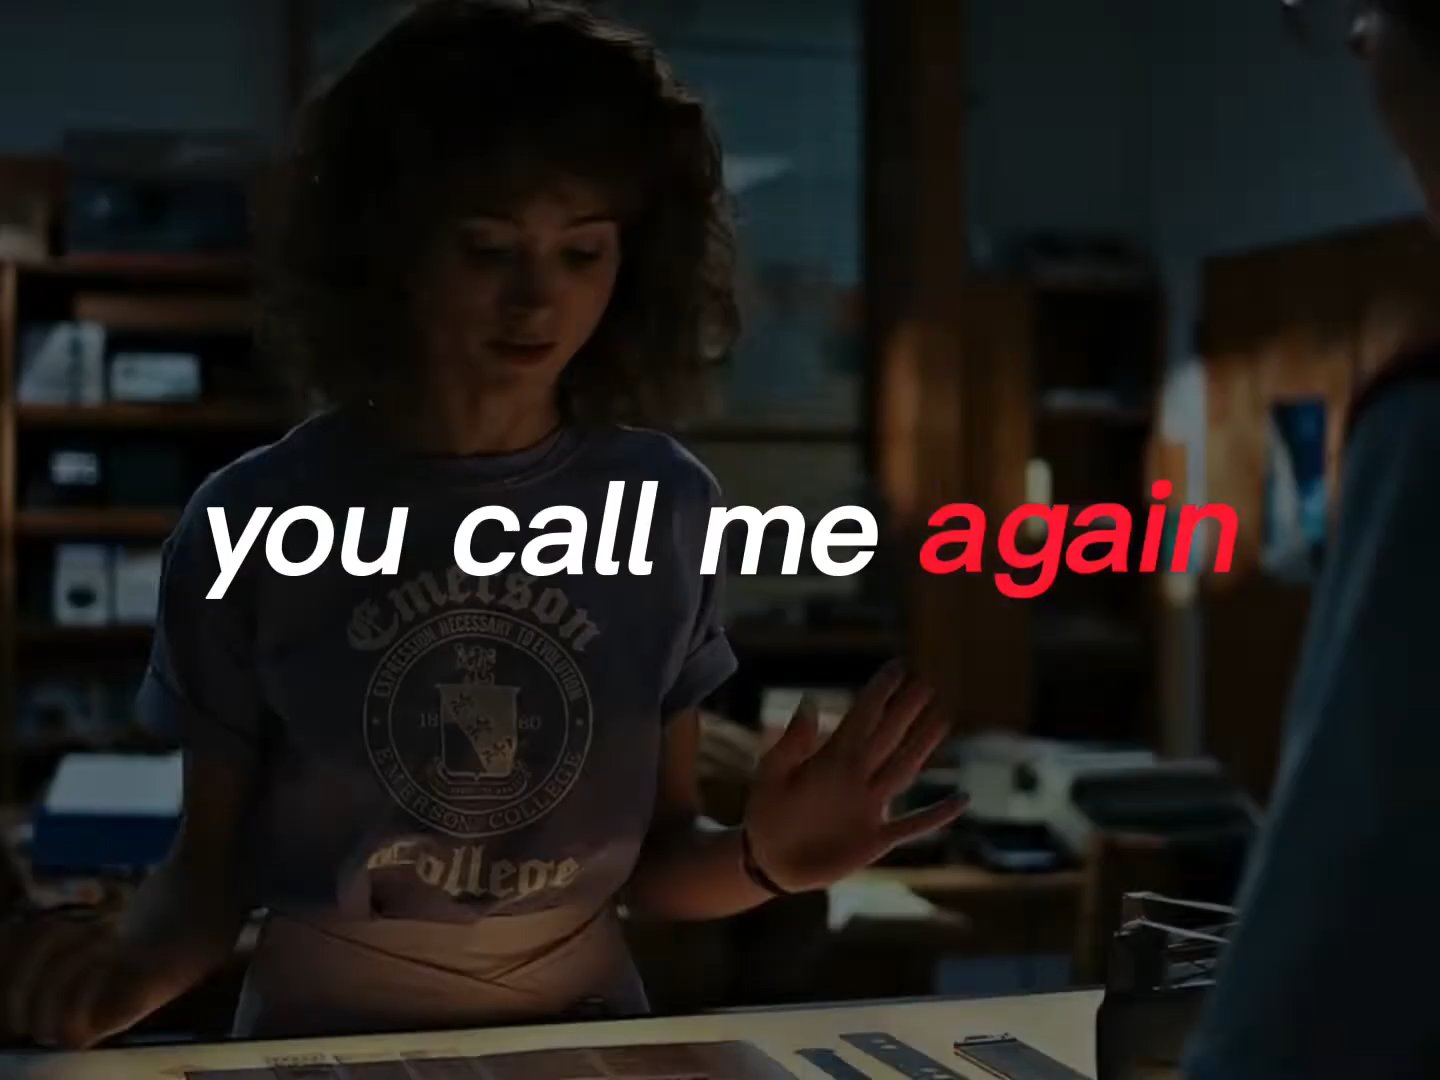 you call me again
Emerson
EXPRESSION NECESSARY TO EVOLUTION
18 80
EMERSON COLLEGE
College